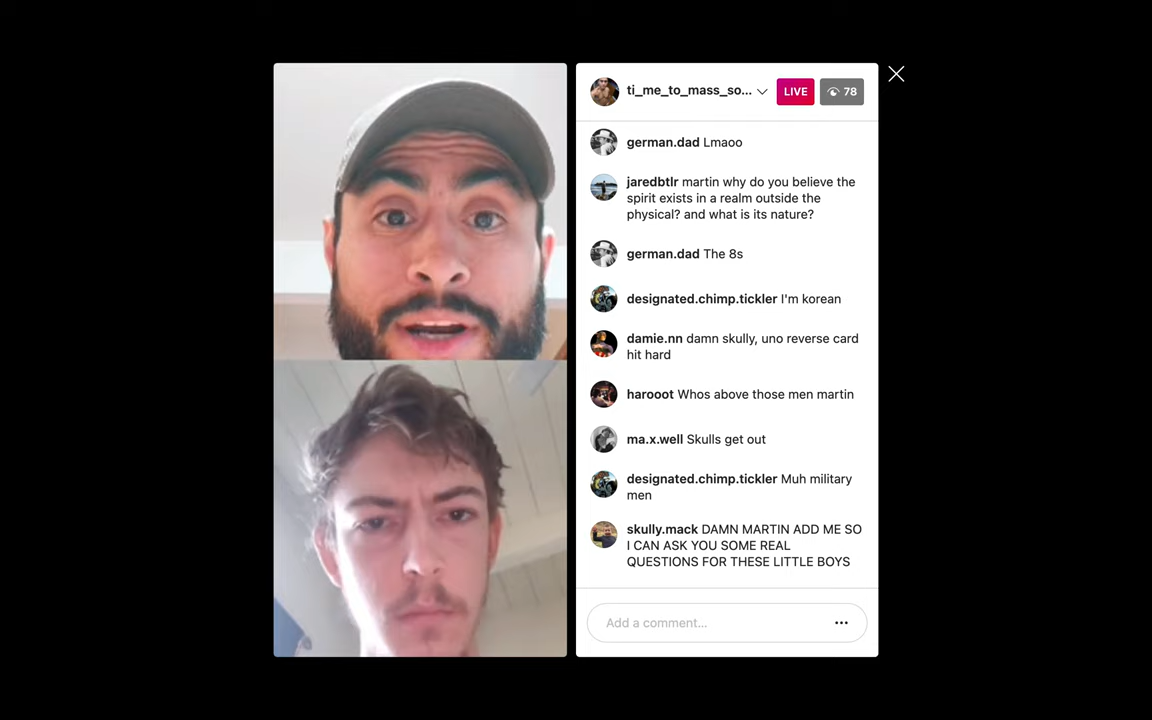 ti_me_to_mass_so...
LIVE
78
german.dad Lmaoo
jaredbtlr martin why do you believe the
spirit exists in a realm outside the
physical? and what is its nature?
german.dad The 8s
designated.chimp.tickler I'm korean
damie.nn damn skully, uno reverse card
hit hard
harooot Whos above those men martin
ma.x.well Skulls get out
designated.chimp.tickler Muh military
men
skully.mack DAMN MARTIN ADD ME SO
I CAN ASK YOU SOME REAL
QUESTIONS FOR THESE LITTLE BOYS
Add a comment...